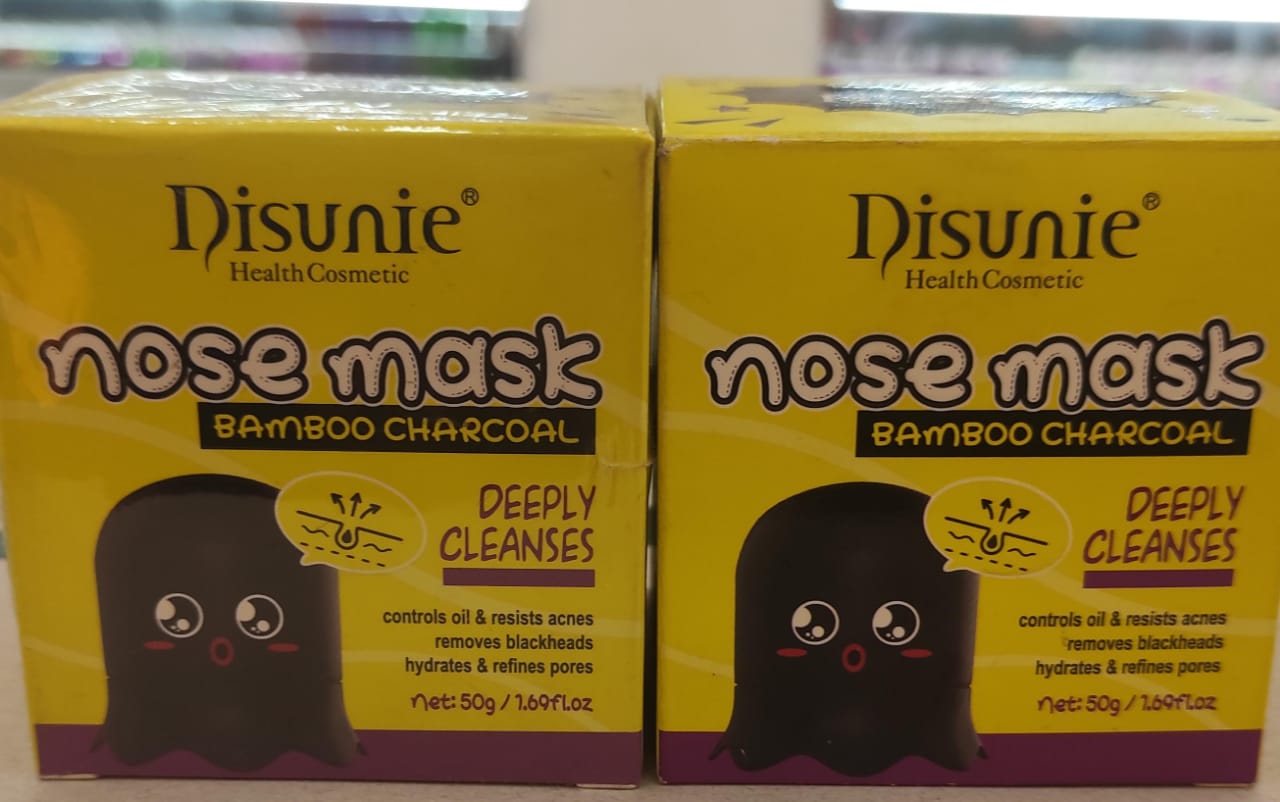 Disunie®
Health Cosmetic
nose mask
BAMBOO CHARCOAL
DEEPLY
CLEANSES
controls oil & resists acnes
removes blackheads
hydrates & refines pores
Net: 50g / 1.69fl.oz
Disunie®
Health Cosmetic
nose mask
BAMBOO CHARCOAL
DEEPLY
CLEANSES
controls oil & resists acnes
removes blackheads
hydrates & refines pores
Net: 50g / 1.69fl.oz